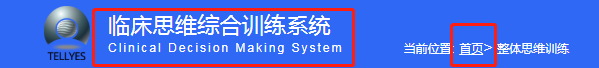 临床思维综合训练系统
Clinical Decision Making System
TELLYES
当前位置: 首页> 整体思维训练